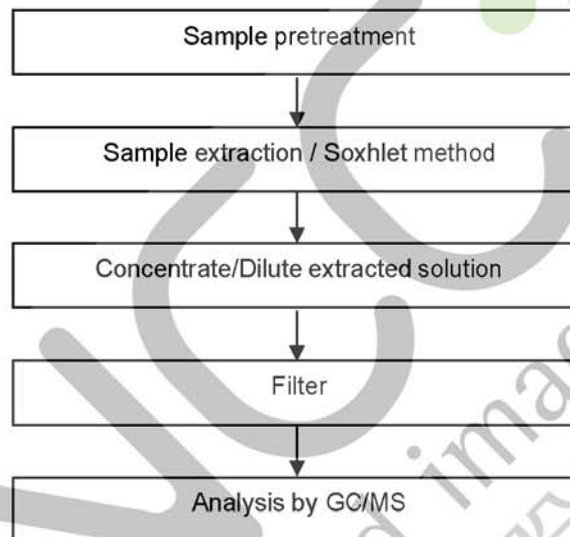 Sample pretreatment
Sample extraction / Soxhlet method
Concentrate/Dilute extracted solution
Filter
Analysis by GC/MS